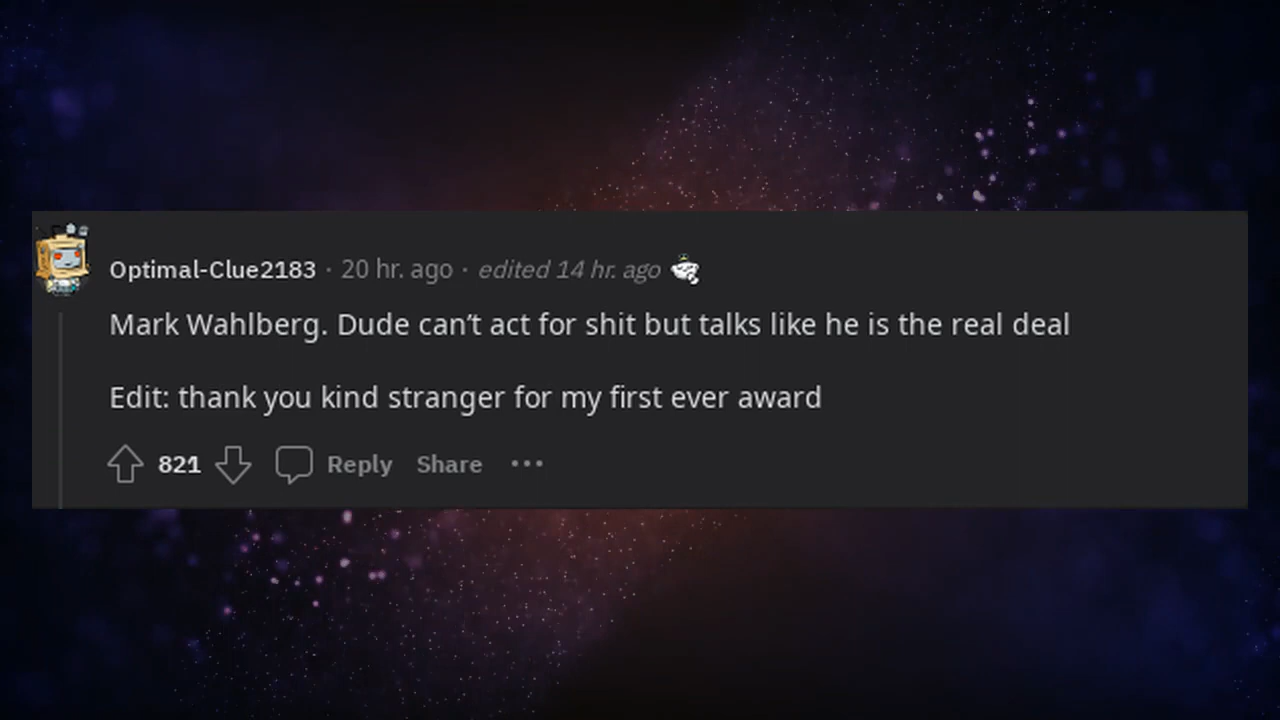 Optimal-Clue2183 · 20 hr. ago · edited 14 hr. ago
Mark Wahlberg. Dude can't act for shit but talks like he is the real deal
Edit: thank you kind stranger for my first ever award
821 Reply Share •••